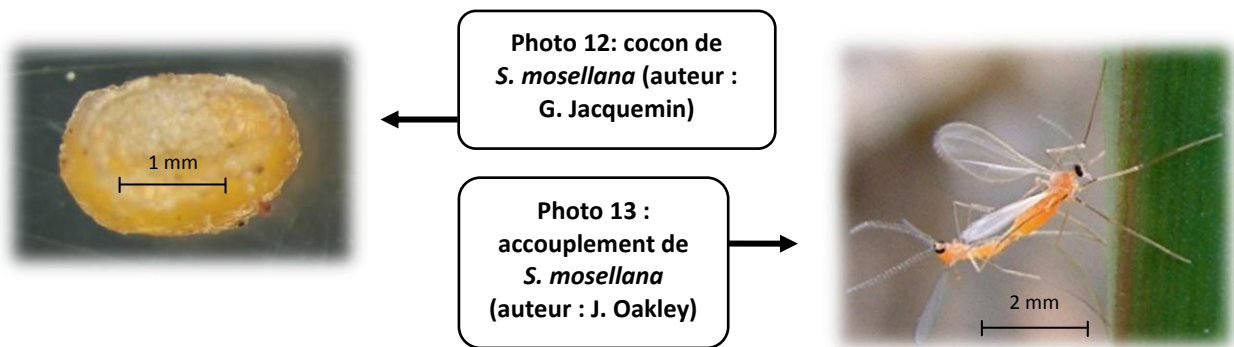 Photo 12: cocon de
S. mosellana (auteur :
G. Jacquemin)
1 mm
Photo 13 :
accouplement de
S. mosellana
(auteur : J. Oakley)
2 mm